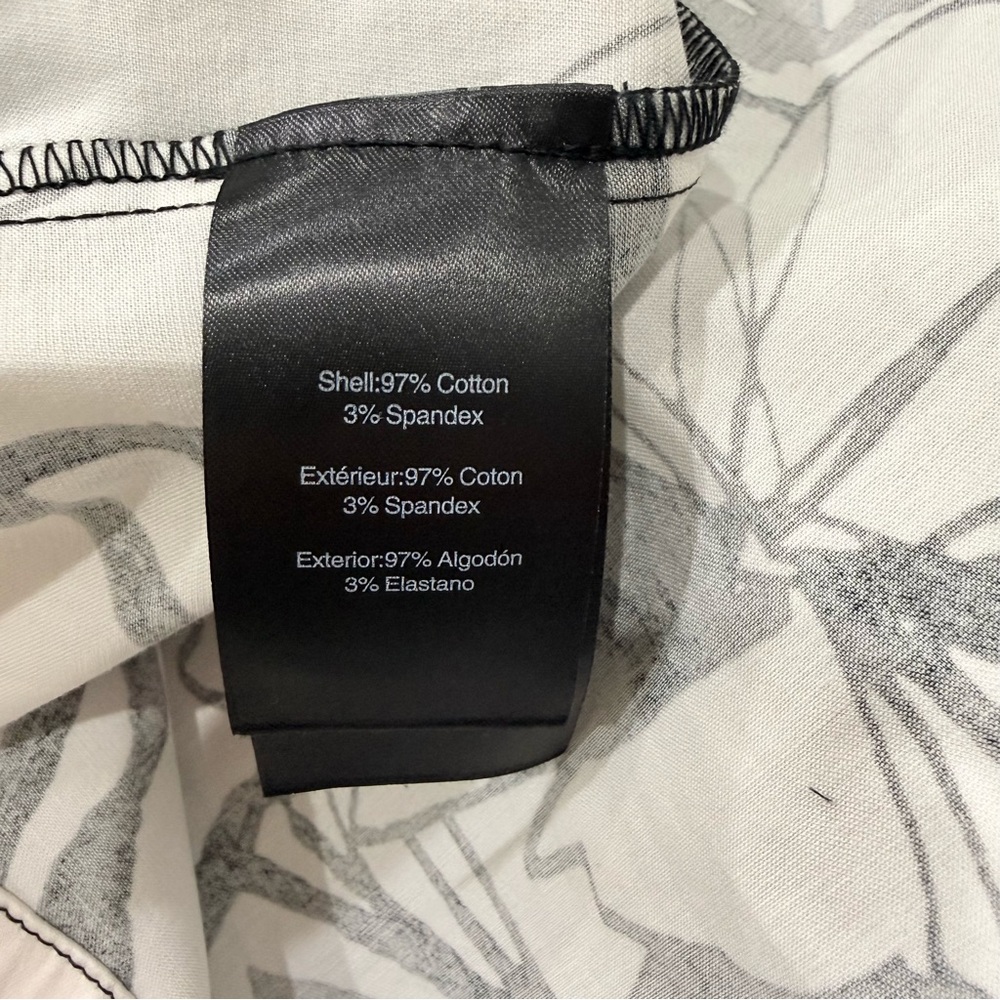 Shell:97% Cotton
3% Spandex
Extérieur:97% Coton
3% Spandex
Exterior:97% Algodón
3% Elastano